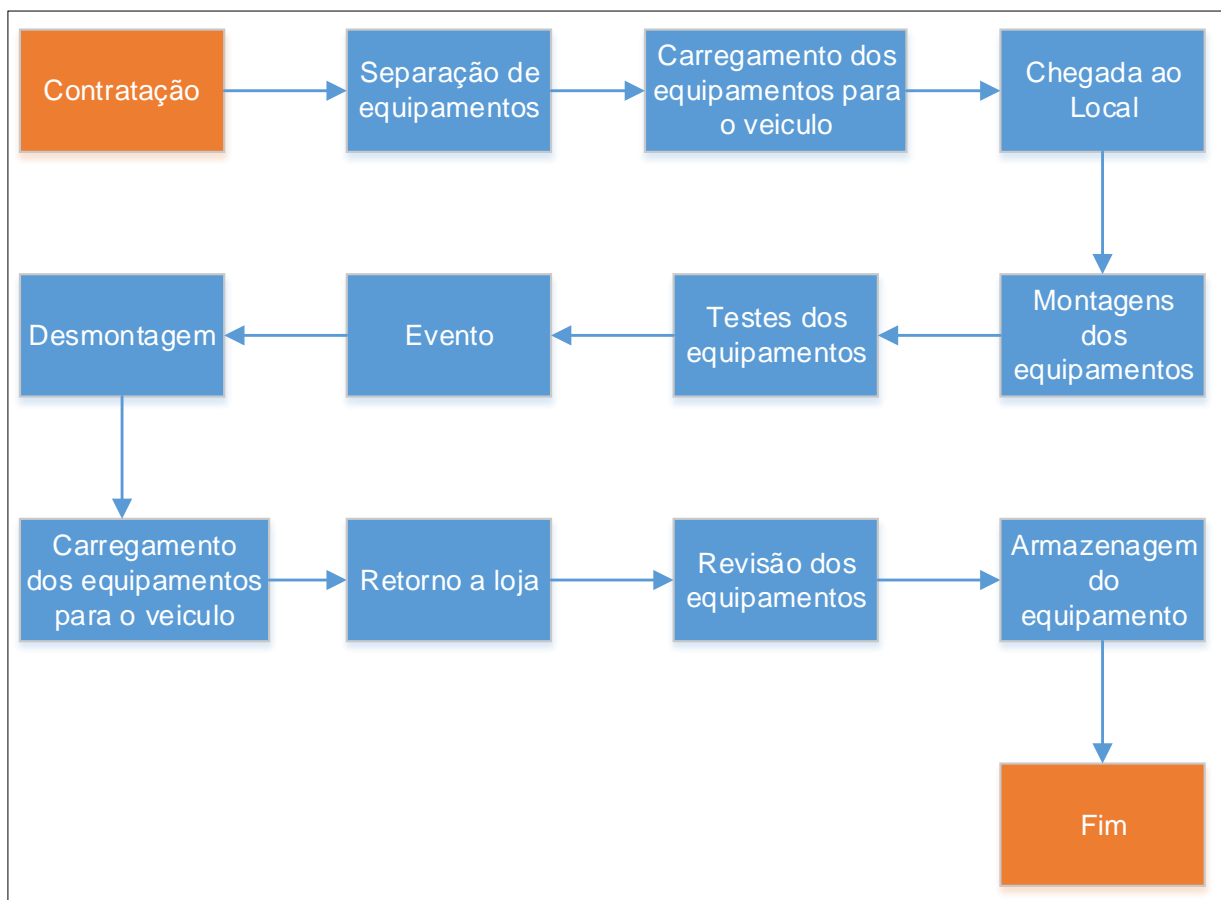 Contratação
Separação de
equipamentos
Carregamento dos
equipamentos para
o veiculo
Chegada ao
Local
Montagens
dos
equipamentos
Testes dos
equipamentos
Evento
Desmontagem
Carregamento
dos equipamentos
para o veiculo
Retorno a loja
Revisão dos
equipamentos
Armazenagem
do
equipamento
Fim